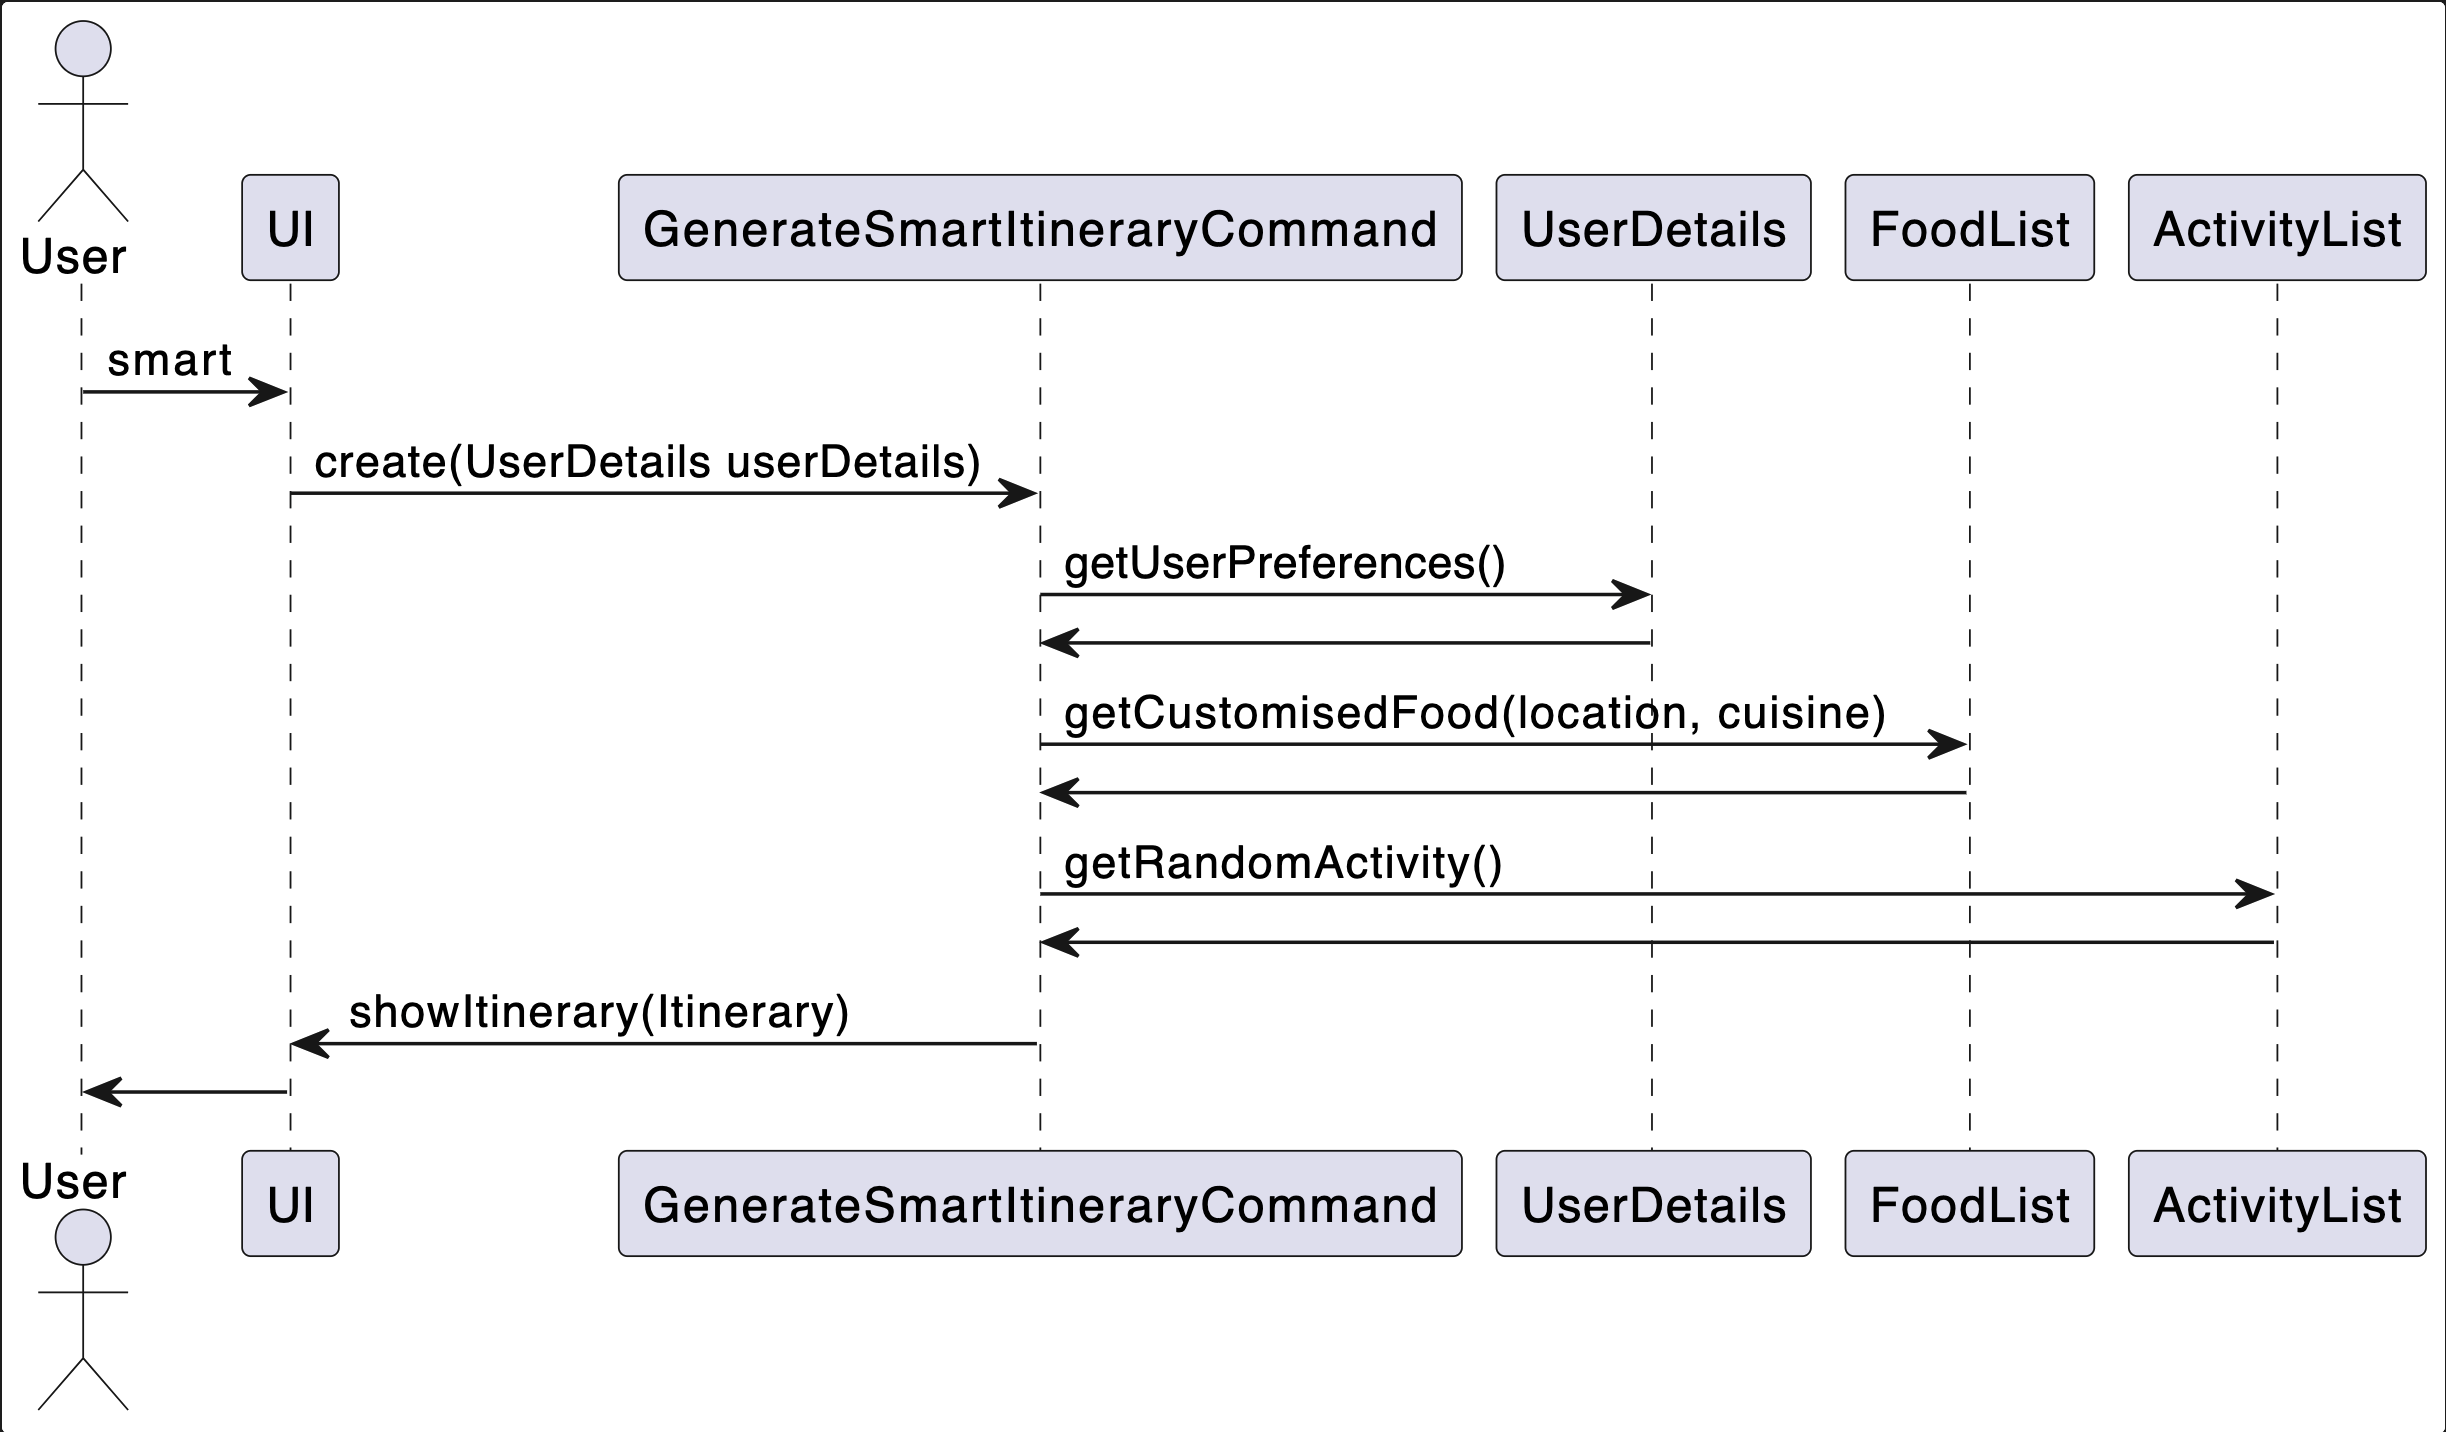 User
UI
GenerateSmartItineraryCommand
UserDetails
FoodList
ActivityList
smart
create(UserDetails userDetails)
getUserPreferences()
getCustomisedFood(location, cuisine)
getRandomActivity()
showItinerary(Itinerary)
User
UI
GenerateSmartItineraryCommand
UserDetails
FoodList
ActivityList